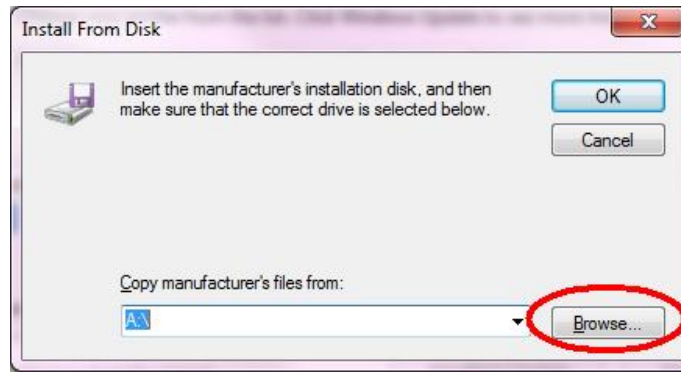 Install From Disk
Insert the manufacturer's installation disk, and then
make sure that the correct drive is selected below.
OK
Cancel
Copy manufacturer's files from:
A:\
Browse...